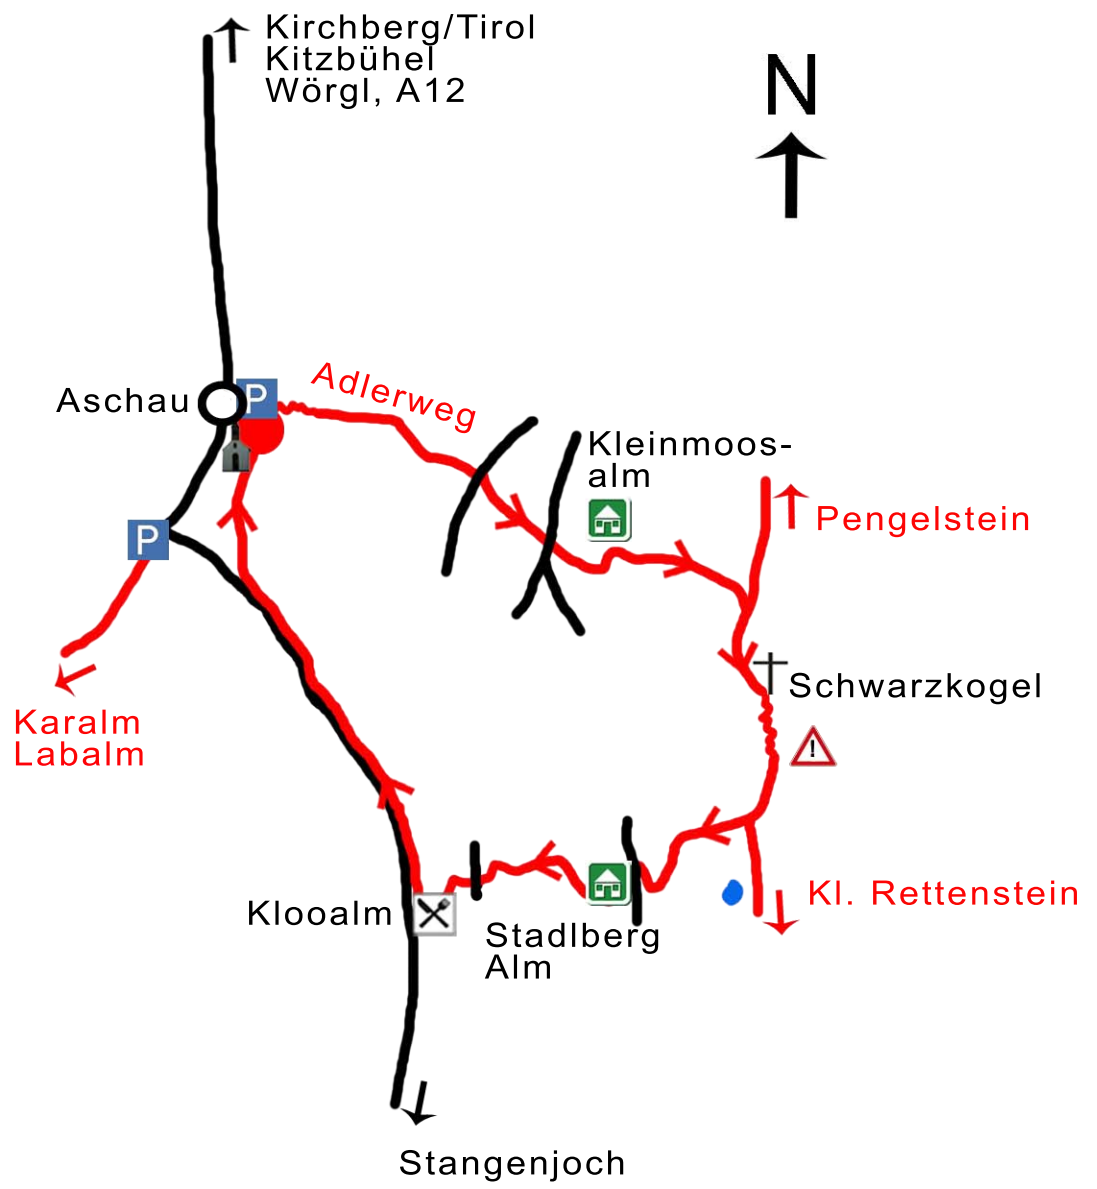 Kirchberg/Tirol
Kitzbühel
Wörgl, A12
N
Aschau
P
Adlerweg
Kleinmoos-
alm
P
Pengelstein
Schwarzkogel
!
Karalm
Labalm
Kl. Rettenstein
Klooalm
Stadlberg
Alm
Stangenjoch